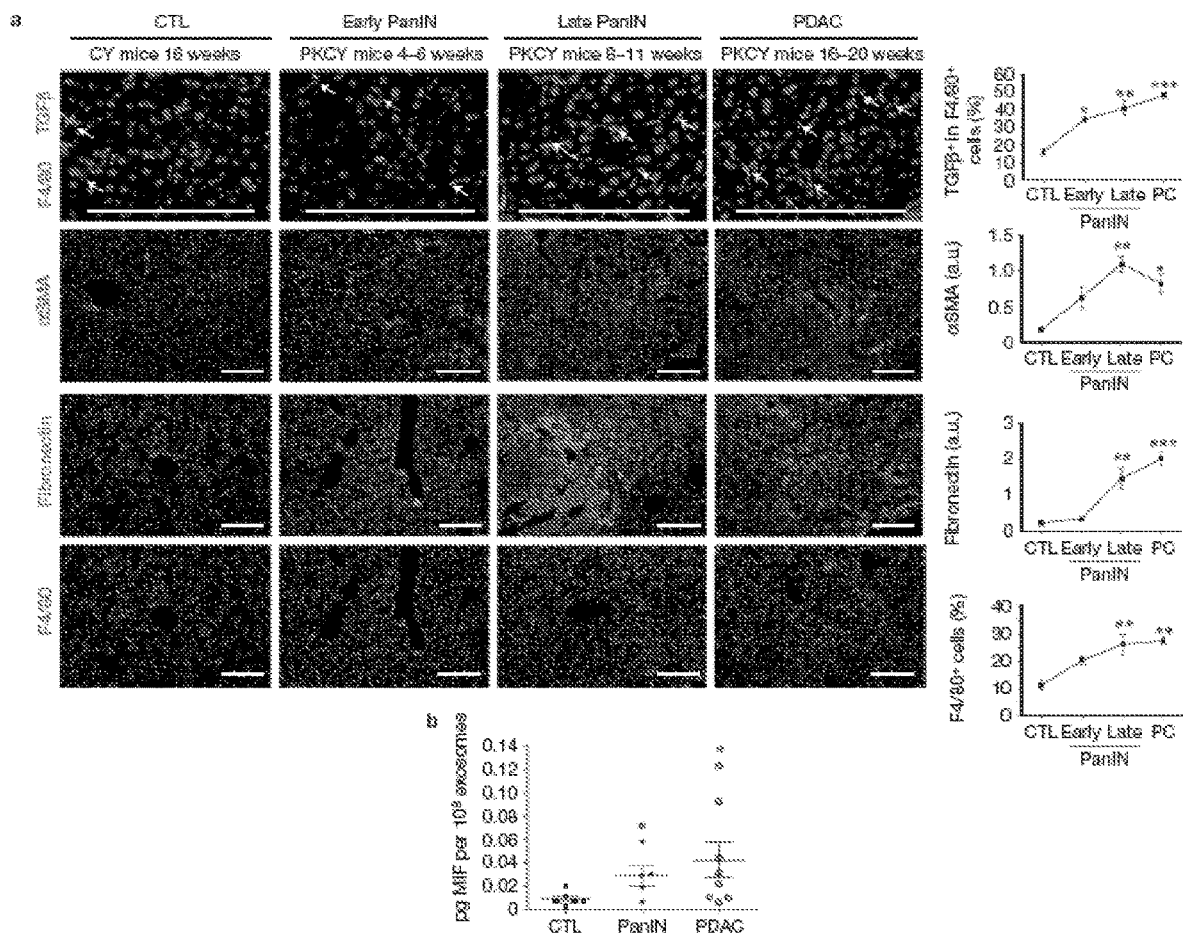 a
CTL Early PanIN Late PanIN PDAC
CY mice 16 weeks PKCY mice 4–6 weeks PKCY mice 8–11 weeks PKCY mice 16–20 weeks
F4/80 TGFβ
αSMA
Fibronectin
F4/80
TGFβ+ in F4/80+
cells (%)
60
50
40
30
20
10
0
*
**
***
CTL Early Late PC
PanIN
αSMA (a.u.)
1.5
1.0
0.5
0
**
*
CTL Early Late PC
PanIN
Fibronectin (a.u.)
3
2
1
0
**
***
CTL Early Late PC
PanIN
F4/80+ cells (%)
40
30
20
10
0
**
**
CTL Early Late PC
PanIN
b
pg MIF per 10⁸ exosomes
0.14
0.12
0.10
0.08
0.06
0.04
0.02
0
CTL PanIN PDAC